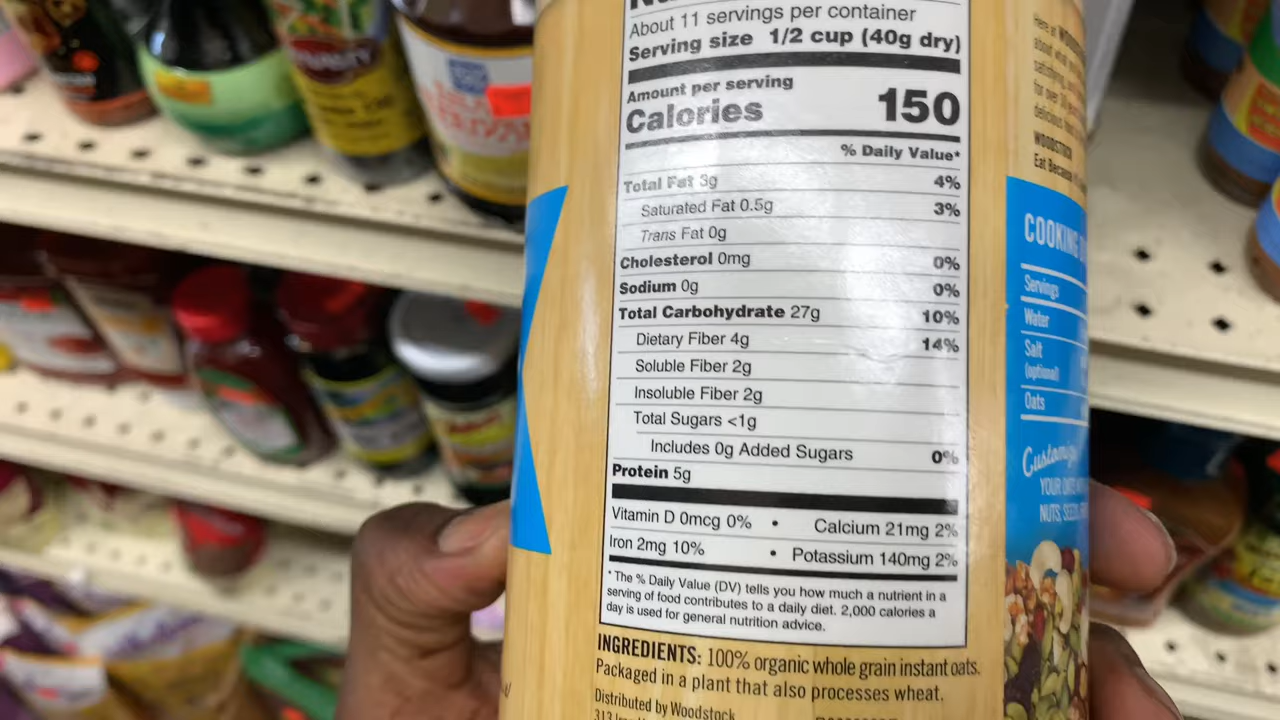 About 11 servings per container
Serving size 1/2 cup (40g dry)
Amount per serving
Calories 150
% Daily Value*
Total Fat 3g 4%
Saturated Fat 0.5g 3%
Trans Fat 0g
Cholesterol 0mg 0%
Sodium 0g 0%
Total Carbohydrate 27g 10%
Dietary Fiber 4g 14%
Soluble Fiber 2g
Insoluble Fiber 2g
Total Sugars <1g
Includes 0g Added Sugars 0%
Protein 5g
Vitamin D 0mcg 0% • Calcium 21mg 2%
Iron 2mg 10% • Potassium 140mg 2%
* The % Daily Value (DV) tells you how much a nutrient in a
serving of food contributes to a daily diet. 2,000 calories a
day is used for general nutrition advice.
INGREDIENTS: 100% organic whole grain instant oats.
Packaged in a plant that also processes wheat.
Distributed by Woodstock
313
WOODSTOCK
Eat Because
COOKING
Servings
Water
Salt
(optional)
Oats
YOUR
NUTS,